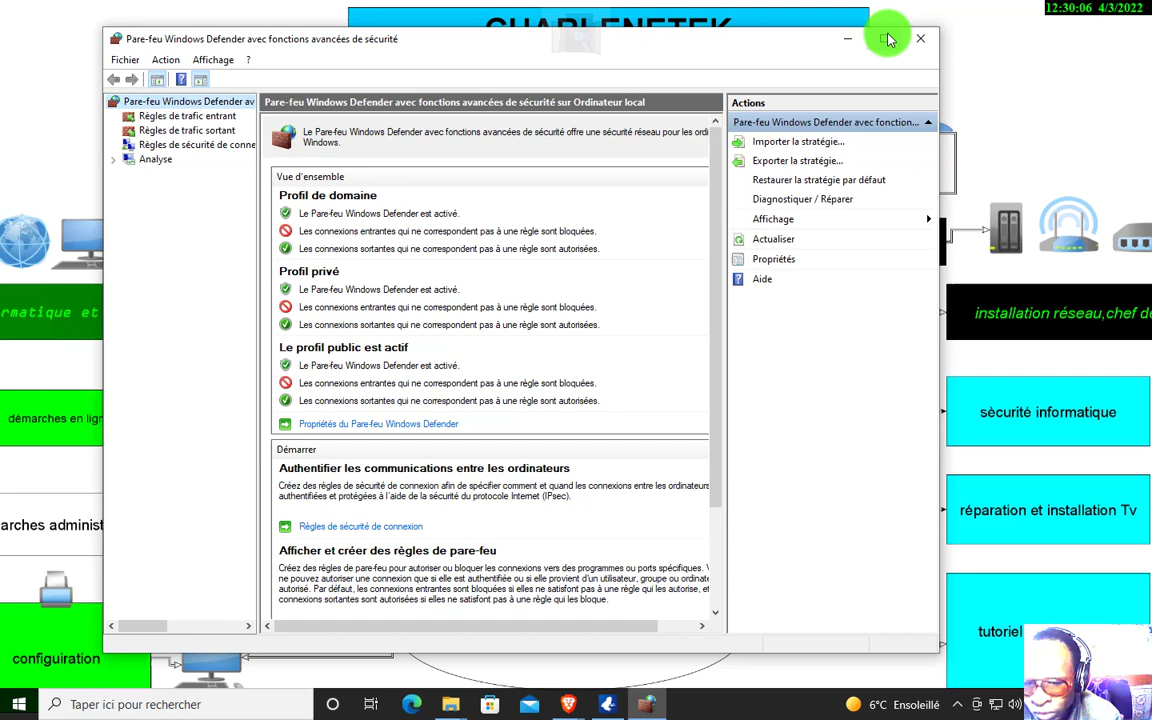 12:30:06 4/3/2022
CHARLENETEK
Pare-feu Windows Defender avec fonctions avancées de sécurité
Fichier Action Affichage ?
Pare-feu Windows Defender av
Règles de trafic entrant
Règles de trafic sortant
Règles de sécurité de conne
Analyse
Pare-feu Windows Defender avec fonctions avancées de sécurité sur Ordinateur local
Le Pare-feu Windows Defender avec fonctions avancées de sécurité offre une sécurité réseau pour les ordi
Windows.
Vue d'ensemble
Profil de domaine
Le Pare-feu Windows Defender est activé.
Les connexions entrantes qui ne correspondent pas à une règle sont bloquées.
Les connexions sortantes qui ne correspondent pas à une règle sont autorisées.
Profil privé
Le Pare-feu Windows Defender est activé.
Les connexions entrantes qui ne correspondent pas à une règle sont bloquées.
Les connexions sortantes qui ne correspondent pas à une règle sont autorisées.
Le profil public est actif
Le Pare-feu Windows Defender est activé.
Les connexions entrantes qui ne correspondent pas à une règle sont bloquées.
Les connexions sortantes qui ne correspondent pas à une règle sont autorisées.
Propriétés du Pare-feu Windows Defender
Démarrer
Authentifier les communications entre les ordinateurs
Créez des règles de sécurité de connexion afin de spécifier comment et quand les connexions entre les ordinateurs
authentifiées et protégées à l'aide de la sécurité du protocole Internet (IPsec).
Règles de sécurité de connexion
Afficher et créer des règles de pare-feu
Créez des règles de pare-feu pour autoriser ou bloquer les connexions vers des programmes ou ports spécifiques. V
ne pouvez autoriser une connexion que si elle est authentifiée ou si elle provient d'un utilisateur, groupe ou ordinate
autorisé. Par défaut, les connexions entrantes sont bloquées si elles ne satisfont pas à une règle qui les autorise, et
connexions sortantes sont autorisées si elles ne satisfont pas à une règle qui les bloque.
Actions
Pare-feu Windows Defender avec fonction...
Importer la stratégie...
Exporter la stratégie...
Restaurer la stratégie par défaut
Diagnostiquer / Réparer
Affichage
Actualiser
Propriétés
Aide
rmatique et
démarches en lign
arches administ
configuiration
installation réseau,chef de
sècurité informatique
réparation et installation Tv
tutoriel
Taper ici pour rechercher
6°C Ensoleillé